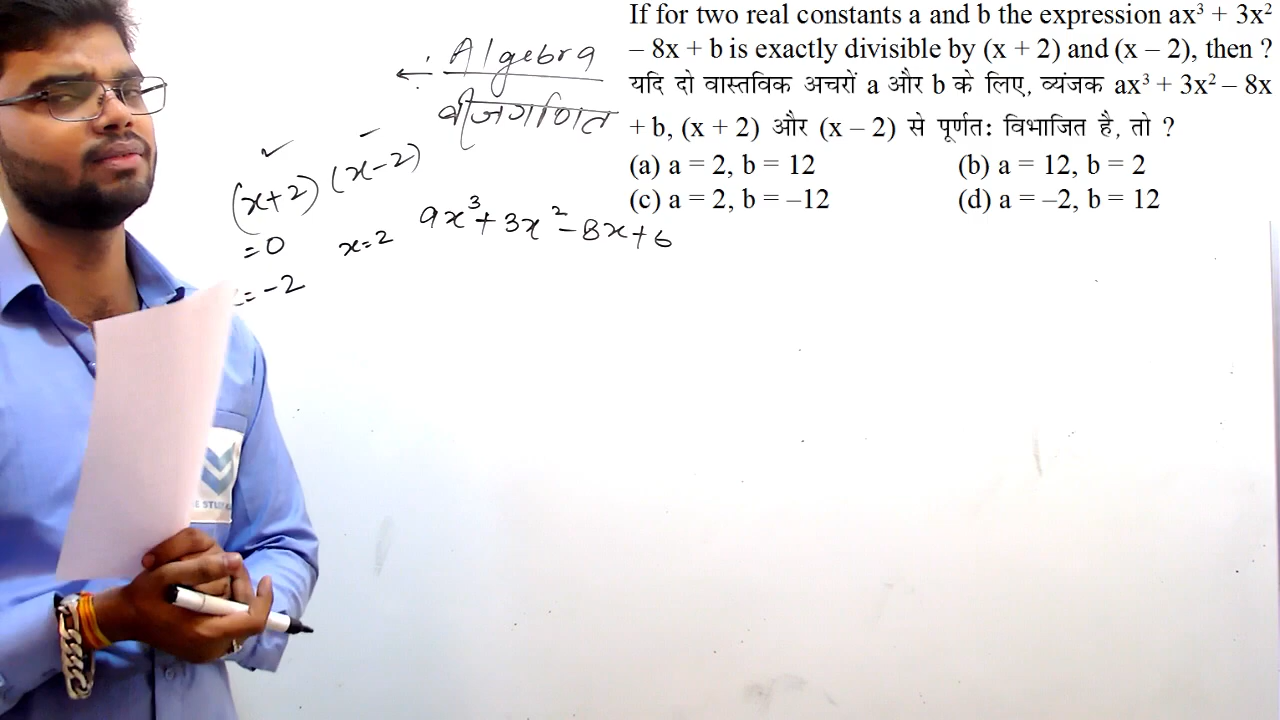 If for two real constants a and b the expression ax³ + 3x²
– 8x + b is exactly divisible by (x + 2) and (x – 2), then ?
यदि दो वास्तविक अचरों a और b के लिए, व्यंजक ax³ + 3x² – 8x
+ b, (x + 2) और (x – 2) से पूर्णतः विभाजित है, तो ?
(a) a = 2, b = 12 (b) a = 12, b = 2
(c) a = 2, b = –12 (d) a = –2, b = 12
Algebra
बीजगणित
(x+2) (x-2)
ax³ + 3x² - 8x + b
= 0 x = 2
= -2